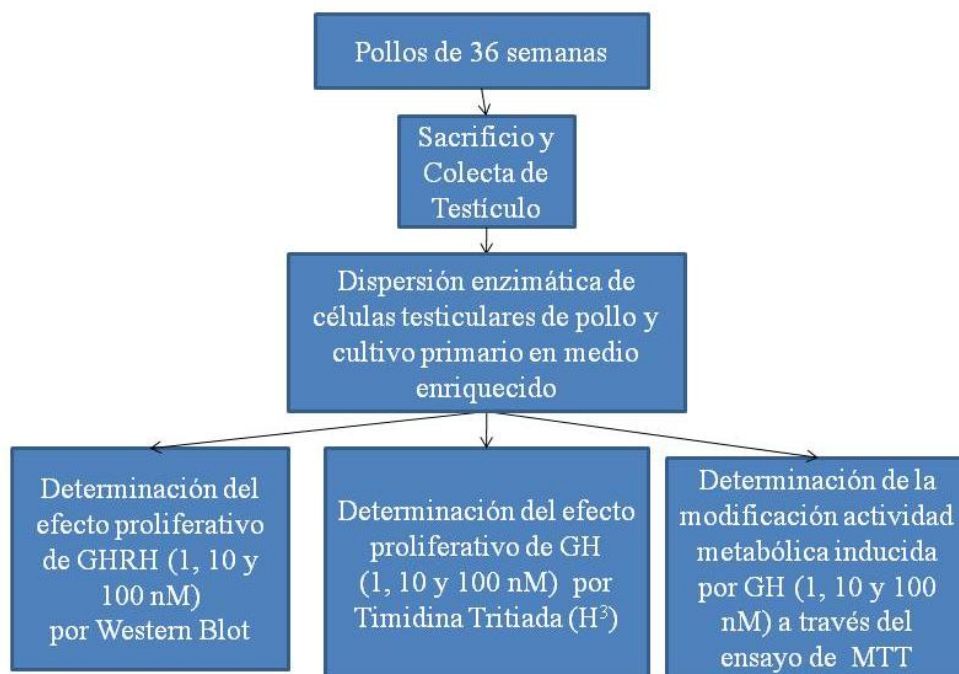 Pollos de 36 semanas
Sacrificio y
Colecta de
Testículo
Dispersión enzimática de
células testiculares de pollo y
cultivo primario en medio
enriquecido
Determinación del
efecto proliferativo
de GHRH (1, 10 y
100 nM)
por Western Blot
Determinación del efecto
proliferativo de GH
(1, 10 y 100 nM) por
Timidina Tritiada (H³)
Determinación de la
modificación actividad
metabólica inducida
por GH (1, 10 y 100
nM) a través del
ensayo de MTT